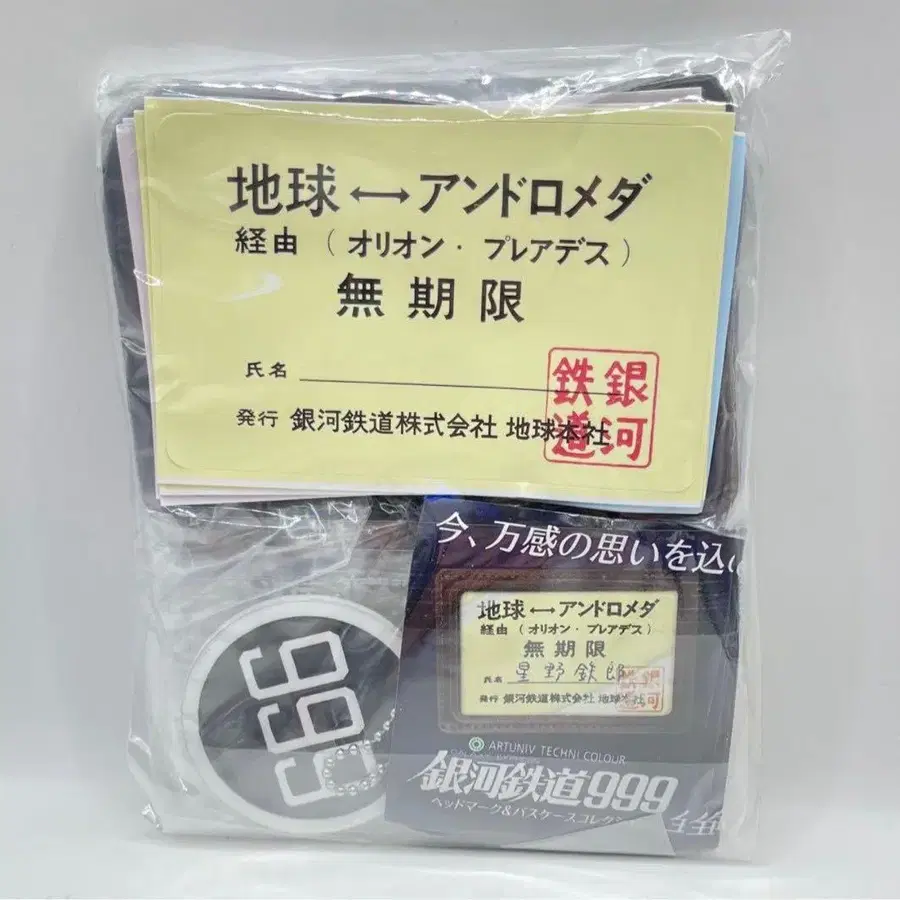 地球↔アンドロメダ
経由（オリオン・プレアデス）
無期限
氏名
発行 銀河鉄道株式会社 地球本社
銀河
鉄道
今、万感の思いを込
地球↔アンドロメダ
経由（オリオン・プレアデス）
無期限
氏名 星野鉄郎
発行 銀河鉄道株式会社 地球本社
銀河
鉄道
999
ARTUNIV TECHNI COLOUR
銀河鉄道999
ヘッドマーク&パスケースコレク